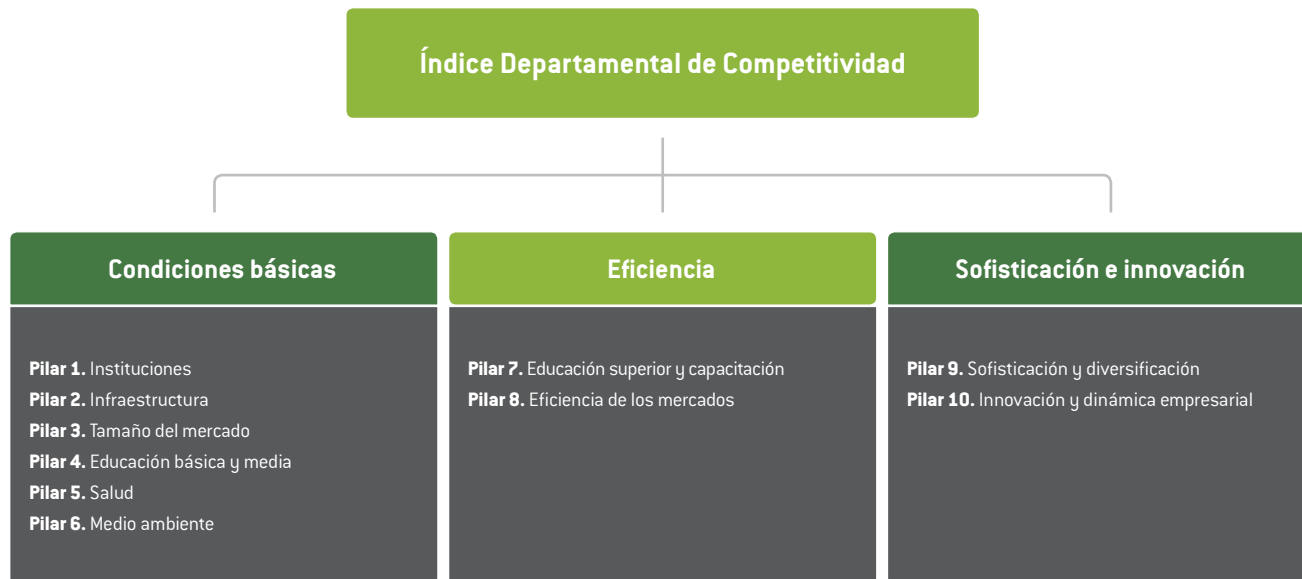 Índice Departamental de Competitividad
Condiciones básicas
Pilar 1. Instituciones
Pilar 2. Infraestructura
Pilar 3. Tamaño del mercado
Pilar 4. Educación básica y media
Pilar 5. Salud
Pilar 6. Medio ambiente
Eficiencia
Pilar 7. Educación superior y capacitación
Pilar 8. Eficiencia de los mercados
Sofisticación e innovación
Pilar 9. Sofisticación y diversificación
Pilar 10. Innovación y dinámica empresarial